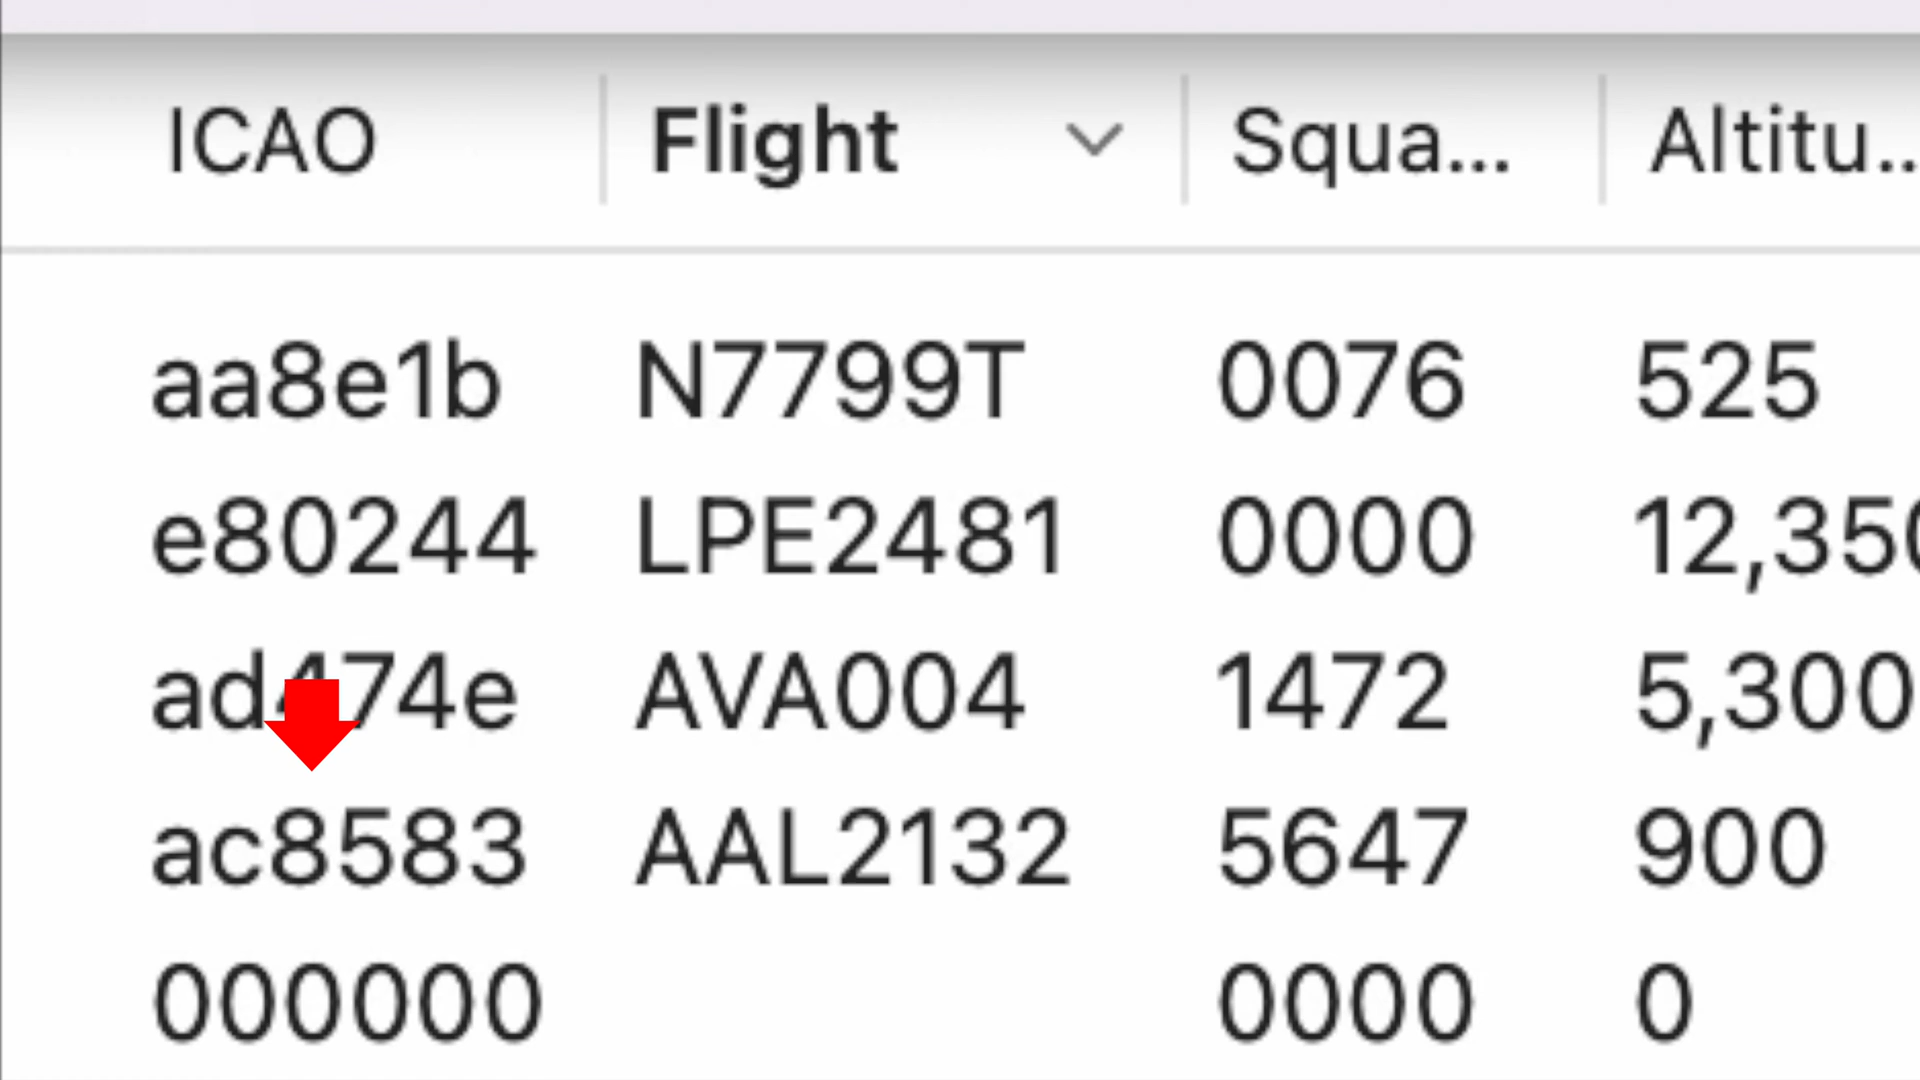 ICAO Flight Squa... Altitu...
aa8e1b N7799T 0076 525
e80244 LPE2481 0000 12,350
ad474e AVA004 1472 5,300
ac8583 AAL2132 5647 900
000000 0000 0